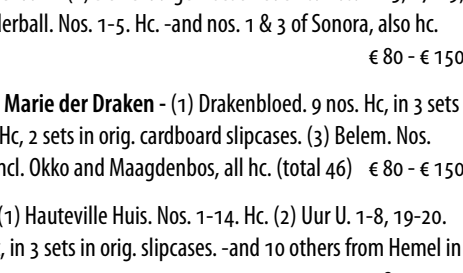 derball. Nos. 1-5. Hc. -and nos. 1 & 3 of Sonora, also hc.
€ 80 - € 150
Marie der Draken - (1) Drakenbloed. 9 nos. Hc, in 3 sets
Hc, 2 sets in orig. cardboard slipcases. (3) Belem. Nos.
ncl. Okko and Maagdenbos, all hc. (total 46) € 80 - € 150
(1) Hauteville Huis. Nos. 1-14. Hc. (2) Uur U. 1-8, 19-20.
, in 3 sets in orig. slipcases. -and 10 others from Hemel in